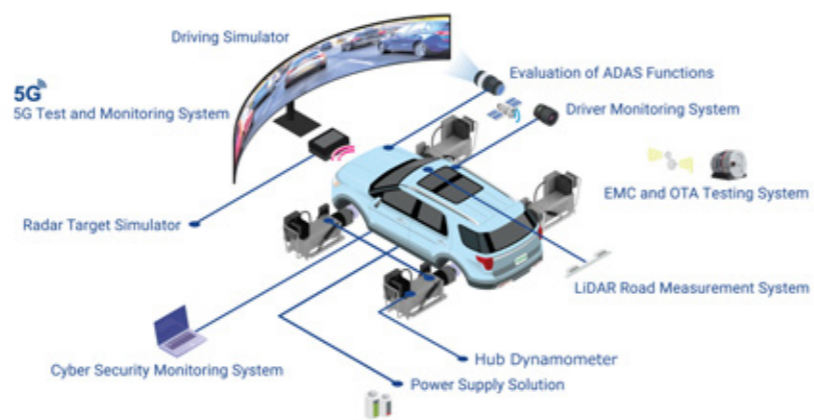 Driving Simulator
5G
5G Test and Monitoring System
Evaluation of ADAS Functions
Driver Monitoring System
EMC and OTA Testing System
Radar Target Simulator
LiDAR Road Measurement System
Cyber Security Monitoring System
Hub Dynamometer
Power Supply Solution